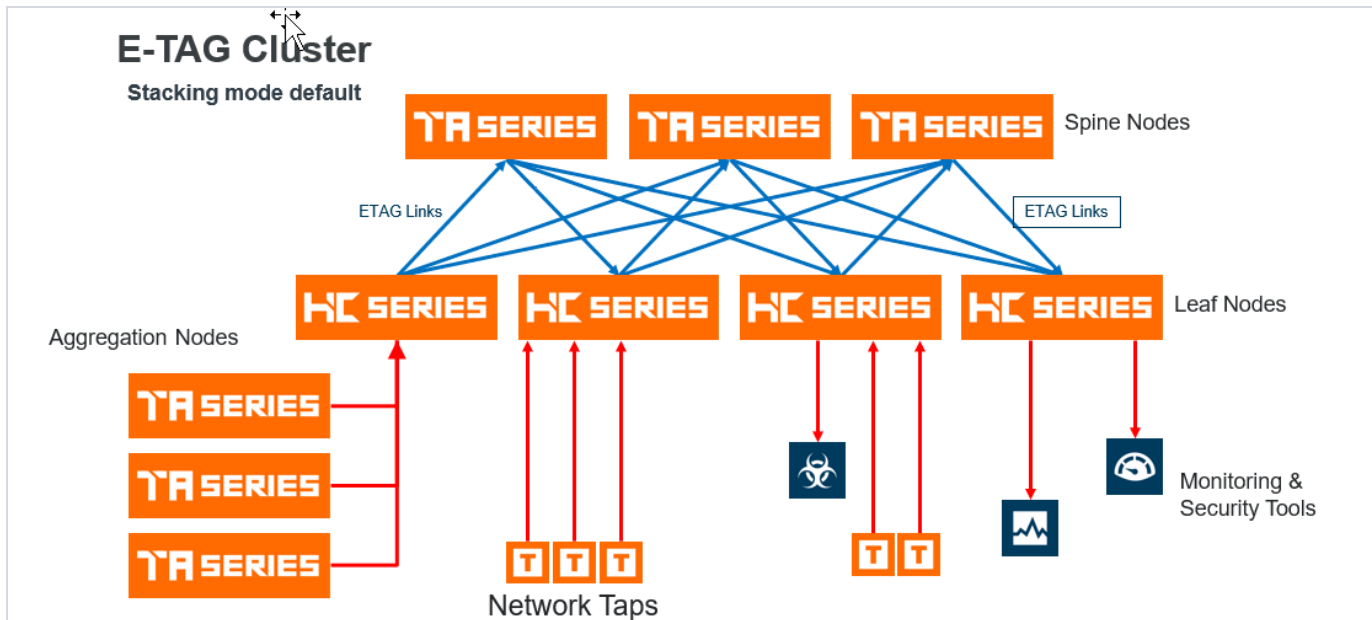 E-TAG Cluster
Stacking mode default
TA SERIES
TA SERIES
TA SERIES
Spine Nodes
ETAG Links
ETAG Links
HC SERIES
HC SERIES
HC SERIES
HC SERIES
Leaf Nodes
Aggregation Nodes
TA SERIES
TA SERIES
TA SERIES
Monitoring &
Security Tools
T
T
T
T
T
Network Taps